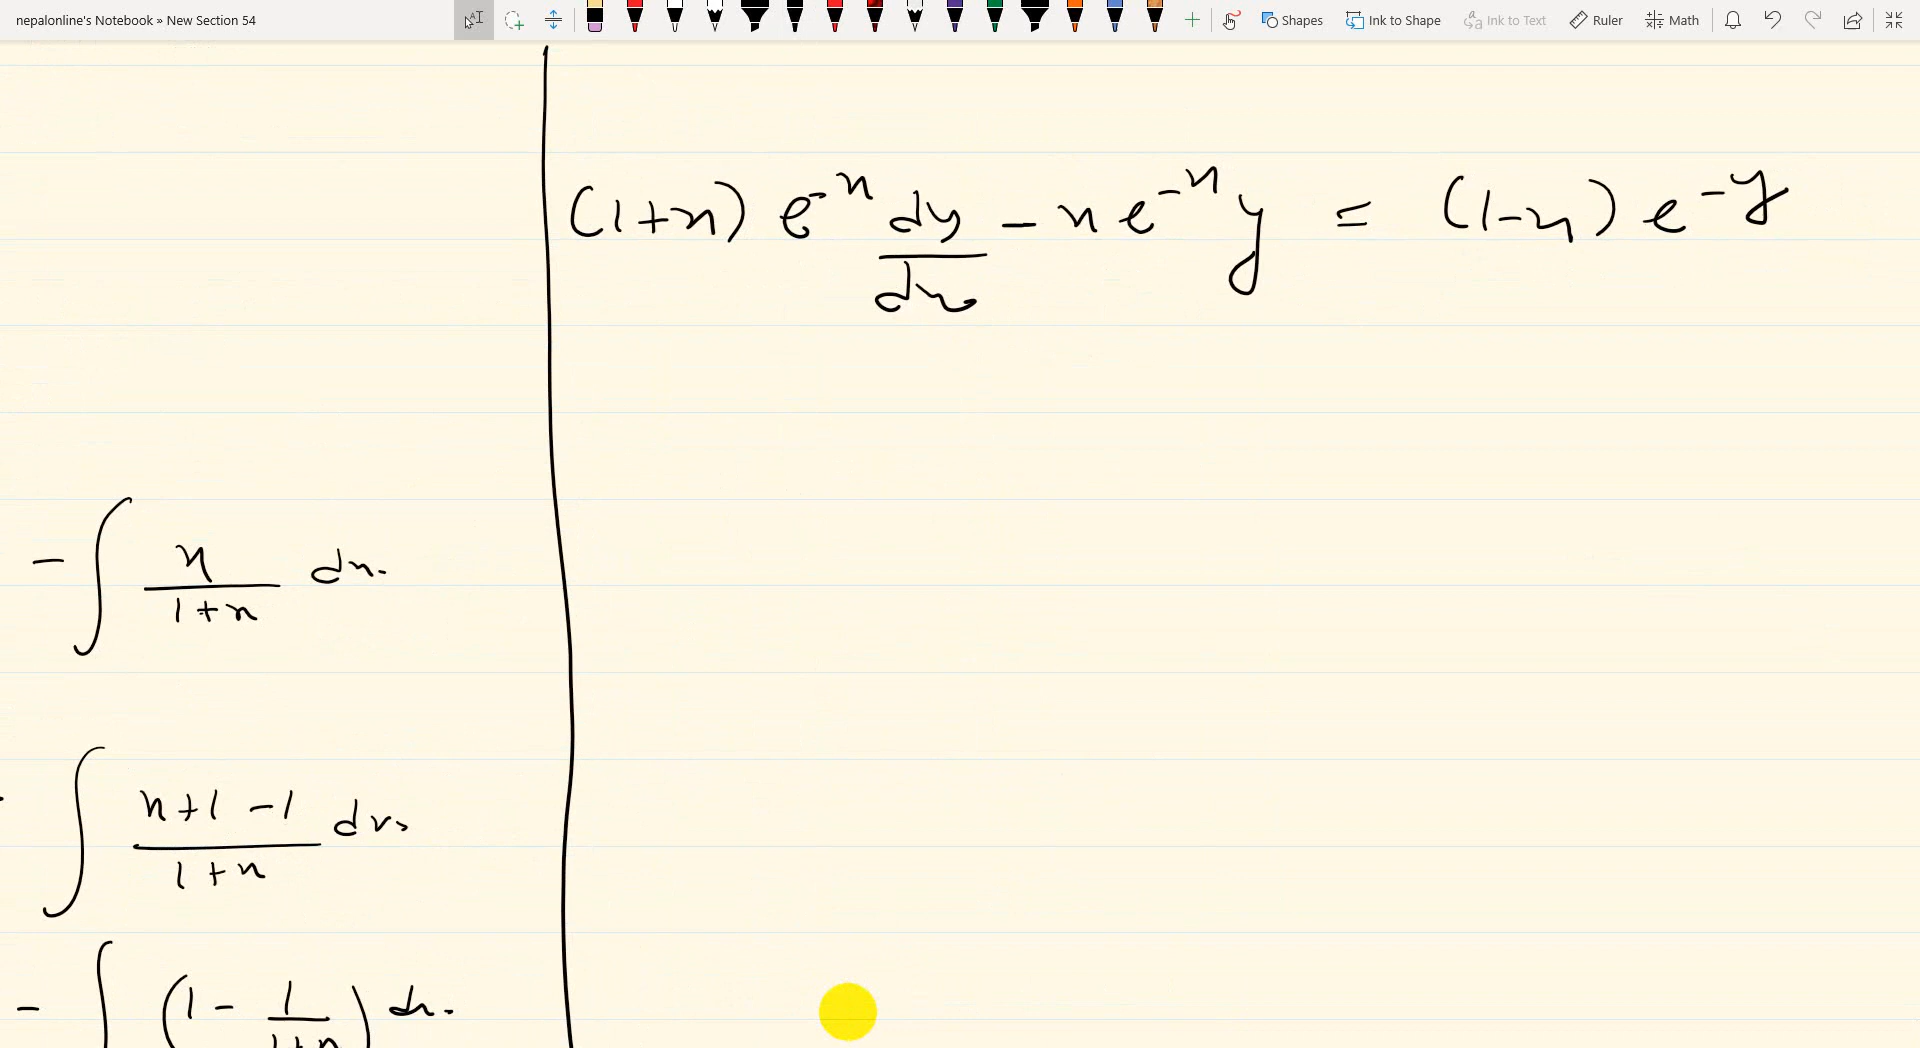 nepalonline's Notebook » New Section 54
Shapes Ink to Shape Ink to Text Ruler Math
(1+x) e^{-x} dy/dx - x e^{-x} y = (1-x) e^{-y}
- ∫ x/(1+x) dx.
∫ (x+1-1)/(1+x) dx
- ∫ (1 - 1/(1+x)) dx.